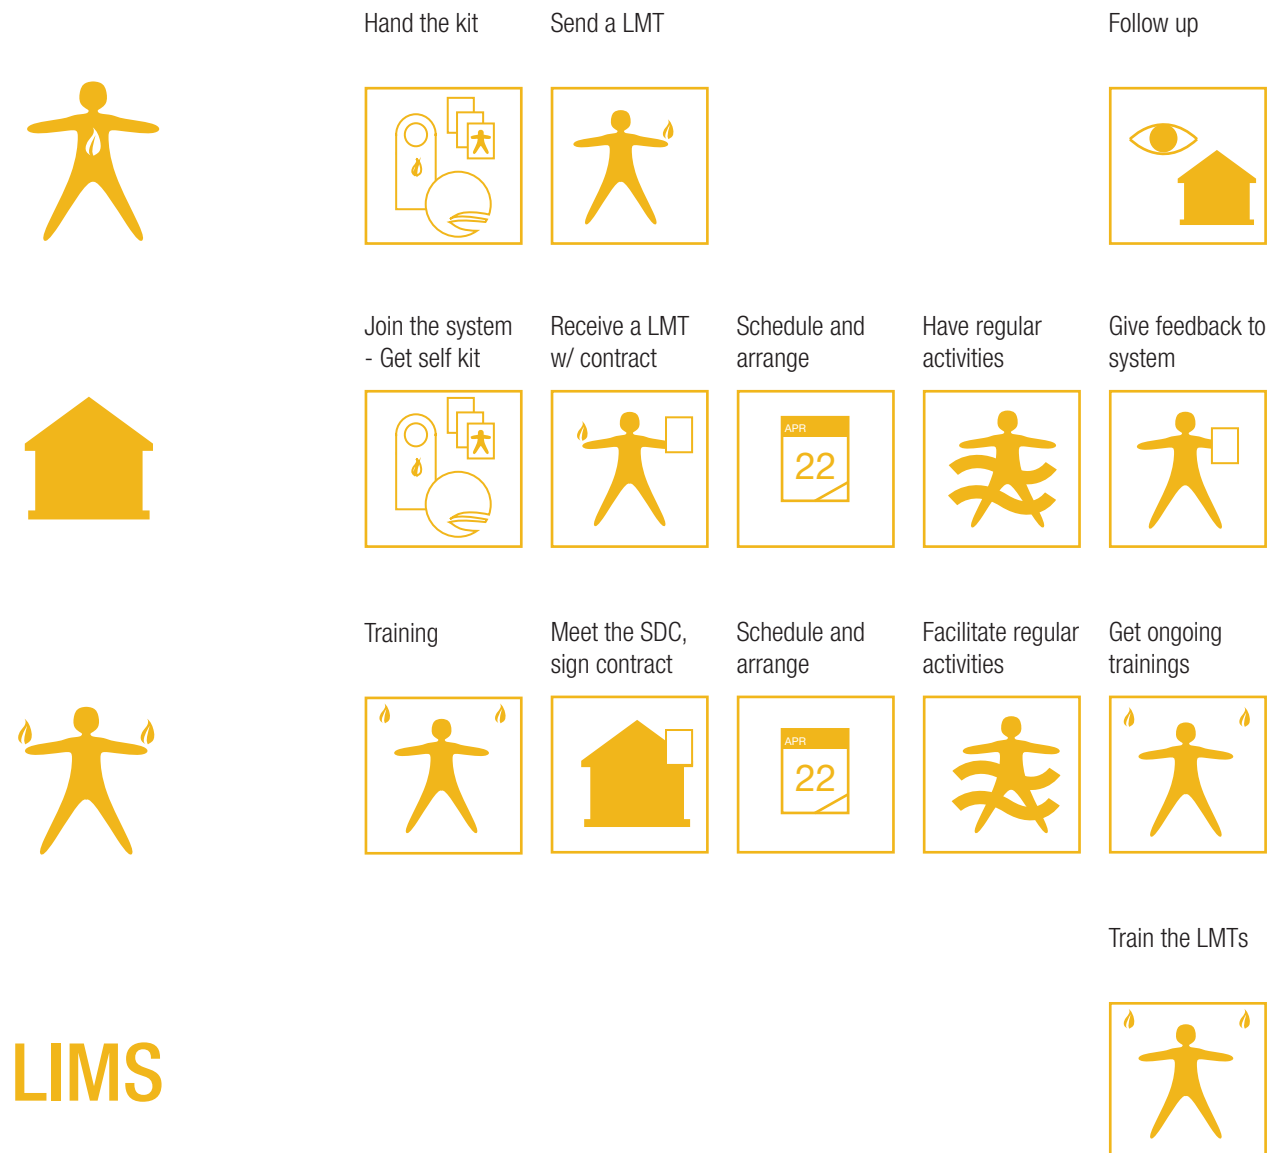 Hand the kit
Send a LMT
Follow up
Join the system
- Get self kit
Receive a LMT
w/ contract
Schedule and
arrange
Have regular
activities
Give feedback to
system
APR
22
Training
Meet the SDC,
sign contract
Schedule and
arrange
Facilitate regular
activities
Get ongoing
trainings
APR
22
Train the LMTs
LIMS